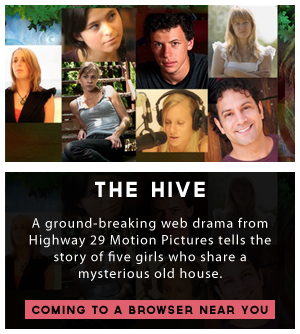 THE HIVE
A ground-breaking web drama from
Highway 29 Motion Pictures tells the
story of five girls who share a
mysterious old house.
COMING TO A BROWSER NEAR YOU